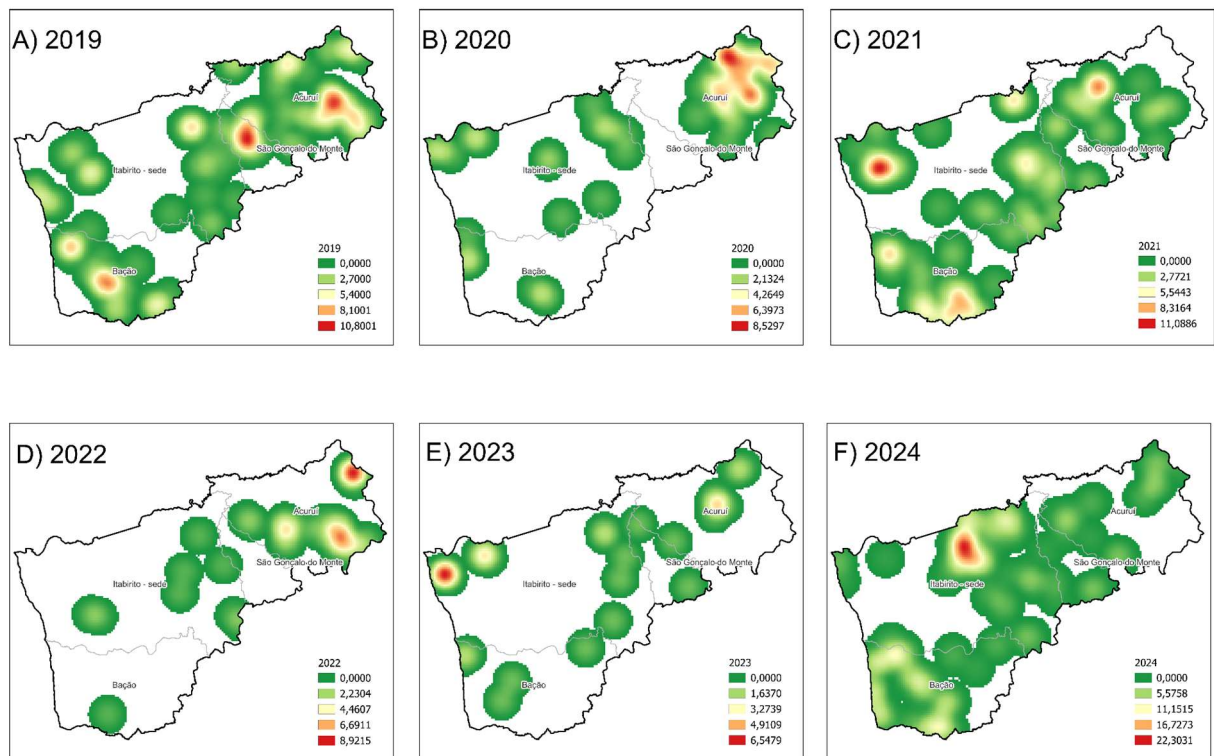 A) 2019
Acuruí
São Gonçalo do Monte
Itabirito - sede
Bação
2019
0,0000
2,7000
5,4000
8,1001
10,8001
B) 2020
Acuruí
São Gonçalo do Monte
Itabirito - sede
Bação
2020
0,0000
2,1324
4,2649
6,3973
8,5297
C) 2021
Acuruí
São Gonçalo do Monte
Itabirito - sede
Bação
2021
0,0000
2,7721
5,5443
8,3164
11,0886
D) 2022
Acuruí
São Gonçalo do Monte
Itabirito - sede
Bação
2022
0,0000
2,2304
4,4607
6,6911
8,9215
E) 2023
Acuruí
São Gonçalo do Monte
Itabirito - sede
Bação
2023
0,0000
1,6370
3,2739
4,9109
6,5479
F) 2024
Acuruí
São Gonçalo do Monte
Itabirito - sede
Bação
2024
0,0000
5,5758
11,1515
16,7273
22,3031